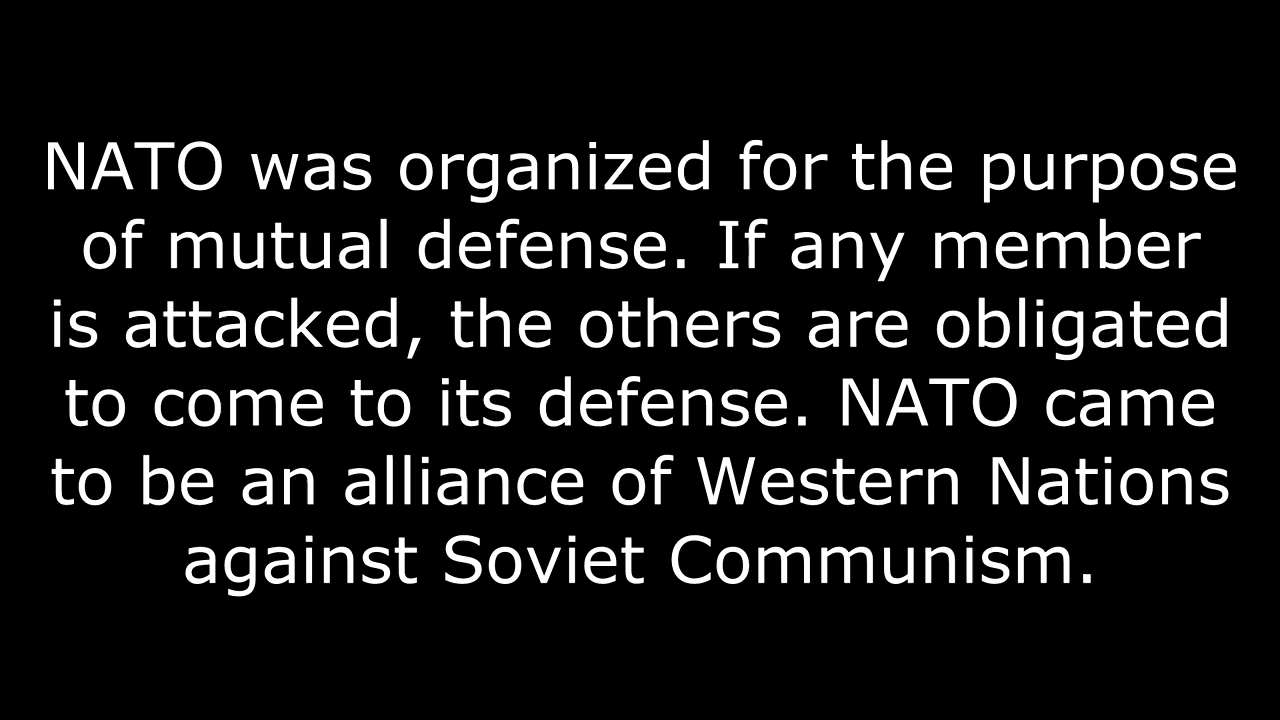 NATO was organized for the purpose
of mutual defense. If any member
is attacked, the others are obligated
to come to its defense. NATO came
to be an alliance of Western Nations
against Soviet Communism.